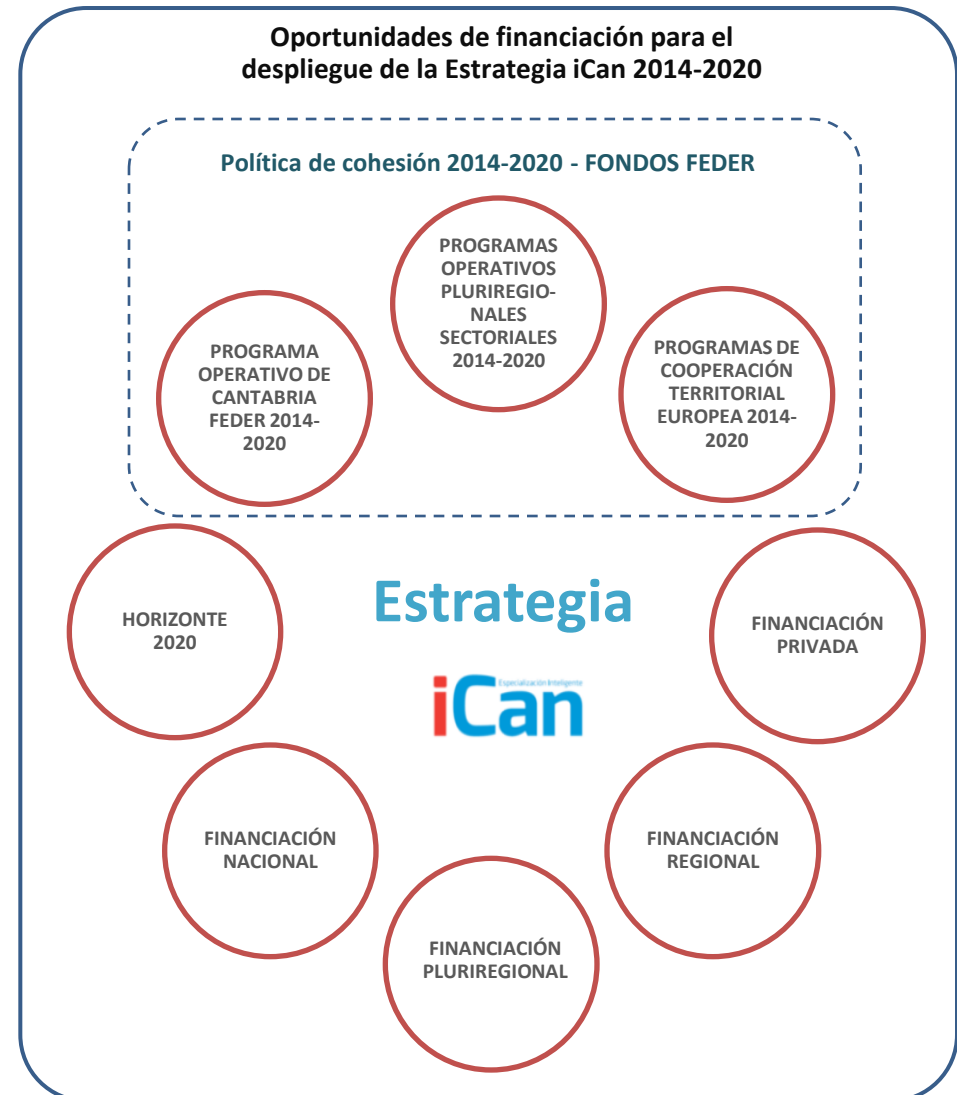 Oportunidades de financiación para el
despliegue de la Estrategia iCan 2014-2020
Política de cohesión 2014-2020 - FONDOS FEDER
PROGRAMAS
OPERATIVOS
PLURIREGIO-
NALES
SECTORIALES
2014-2020
PROGRAMA
OPERATIVO DE
CANTABRIA
FEDER 2014-
2020
PROGRAMAS DE
COOPERACIÓN
TERRITORIAL
EUROPEA 2014-
2020
HORIZONTE
2020
Estrategia
Especialización Inteligente
iCan
FINANCIACIÓN
PRIVADA
FINANCIACIÓN
NACIONAL
FINANCIACIÓN
REGIONAL
FINANCIACIÓN
PLURIREGIONAL